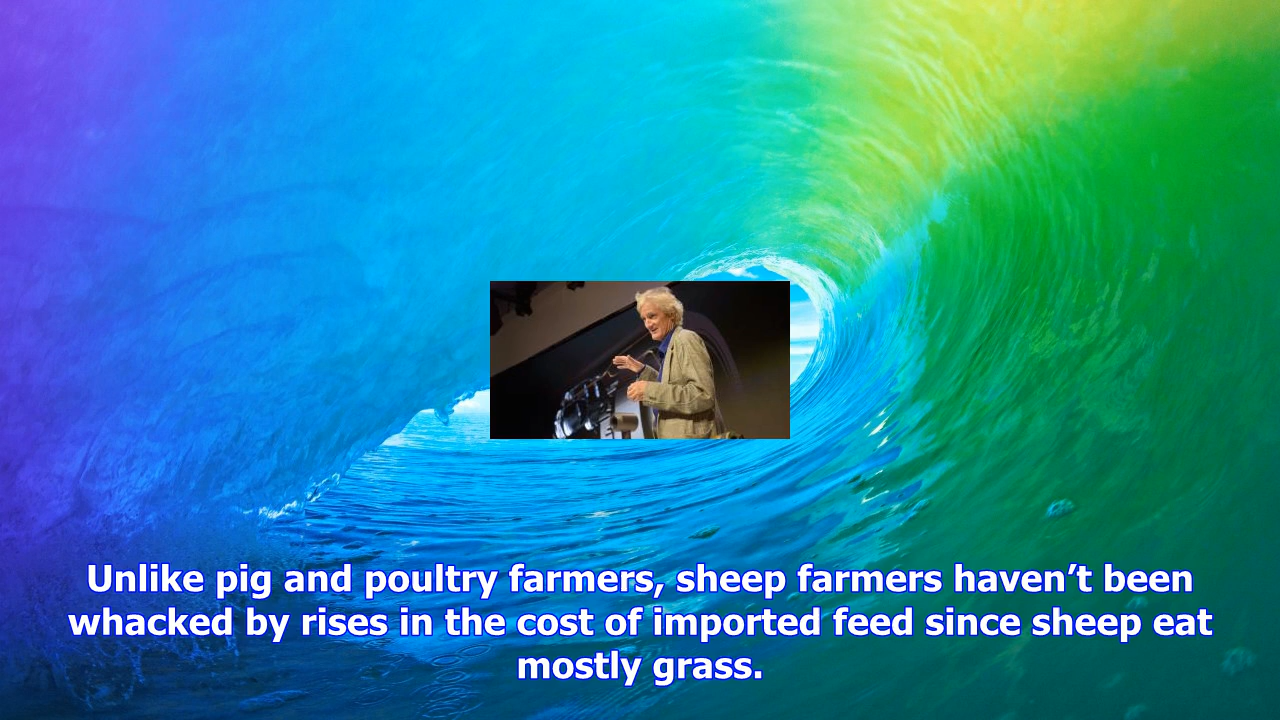 Unlike pig and poultry farmers, sheep farmers haven’t been
whacked by rises in the cost of imported feed since sheep eat
mostly grass.